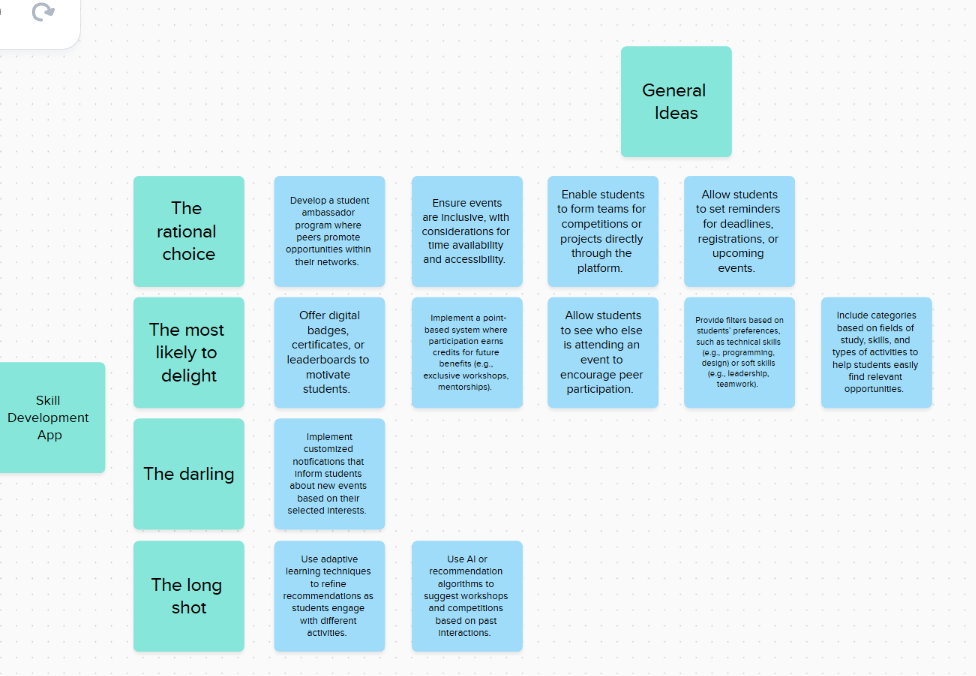 General
Ideas
The
rational
choice
Develop a student
ambassador
program where
peers promote
opportunities within
their networks.
Ensure events
are inclusive, with
considerations for
time availability
and accessibility.
Enable students
to form teams for
competitions or
projects directly
through the
platform.
Allow students
to set reminders
for deadlines,
registrations, or
upcoming
events.
The most
likely to
delight
Offer digital
badges,
certificates, or
leaderboards to
motivate
students.
Implement a point-
based system where
participation earns
credits for future
benefits (e.g.,
exclusive workshops,
mentorships).
Allow students
to see who else
is attending an
event to
encourage peer
participation.
Provide filters based on
students' preferences,
such as technical skills
(e.g., programming,
design) or soft skills
(e.g., leadership,
teamwork).
Include categories
based on fields of
study, skills, and
types of activities to
help students easily
find relevant
opportunities.
Skill
Development
App
The darling
Implement
customized
notifications that
inform students
about new events
based on their
selected interests.
The long
shot
Use adaptive
learning techniques
to refine
recommendations as
students engage
with different
activities.
Use AI or
recommendation
algorithms to
suggest workshops
and competitions
based on past
interactions.